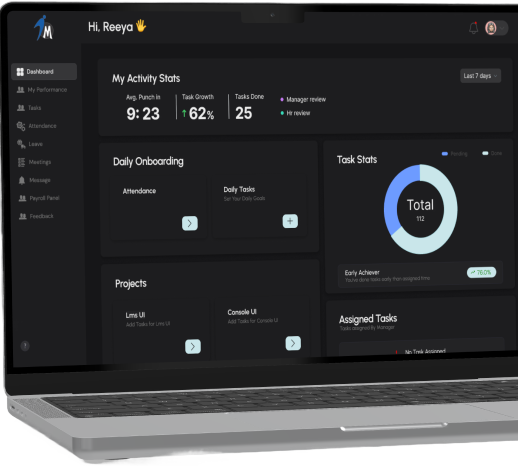 M
Hi, Reeya 🖐
Dashboard
My Performance
Tasks
Attendance
Leave
Meetings
Message
Payroll Panel
Feedback
?
My Activity Stats
Last 7 days
Avg. Punch in
Task Growth
Tasks Done
9:23
↑ 62%
25
Manager review
Hr review
Daily Onboarding
Attendance
Daily Tasks
Set Your Daily Goals
Task Stats
Pending
Done
Total
112
Early Achiever
You've done tasks early than assigned time.
76.0%
Projects
Lms UI
Add Tasks for Lms UI
Console UI
Add Tasks for Console UI
Assigned Tasks
Tasks assigned By Manager
No Task Assigned